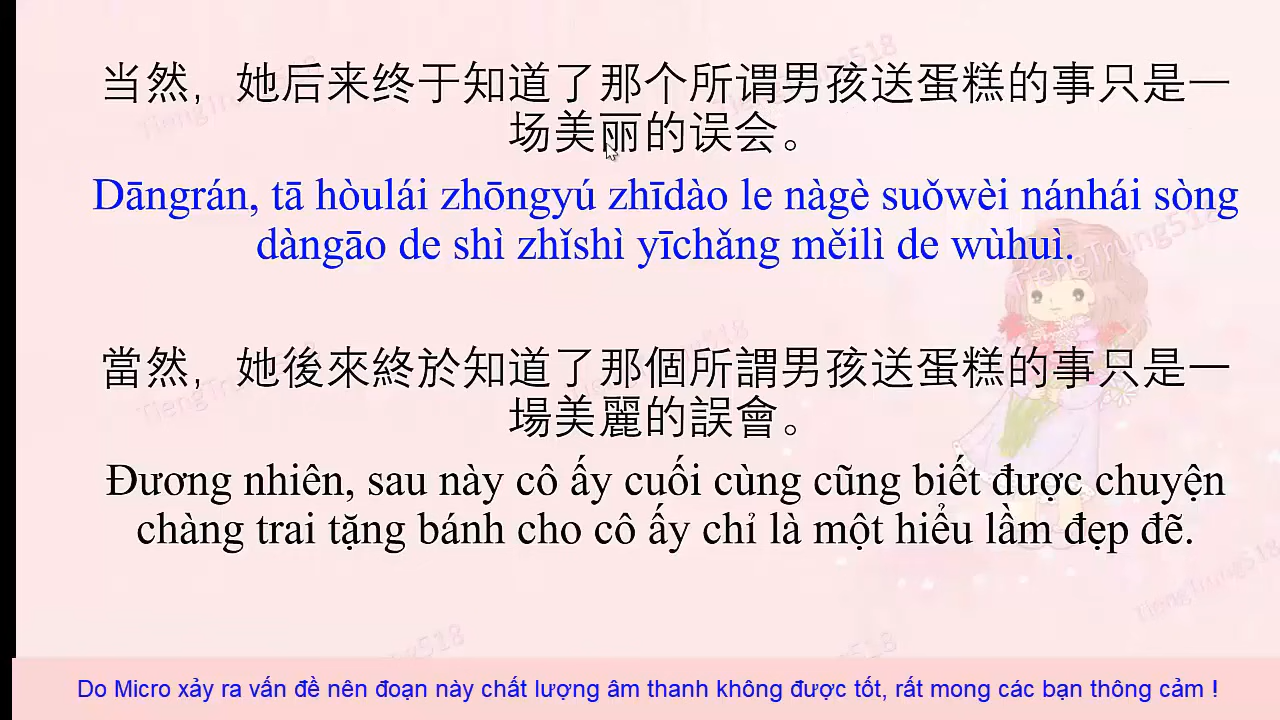 当然，她后来终于知道了那个所谓男孩送蛋糕的事只是一
场美丽的误会。
Dāngrán, tā hòulái zhōngyú zhīdào le nàgè suǒwèi nánhái sòng
dàngāo de shì zhǐshì yīchǎng měilì de wùhuì.
當然，她後來終於知道了那個所謂男孩送蛋糕的事只是一
場美麗的誤會。
Đương nhiên, sau này cô ấy cuối cùng cũng biết được chuyện
chàng trai tặng bánh cho cô ấy chỉ là một hiểu lầm đẹp đẽ.
Do Micro xảy ra vấn đề nên đoạn này chất lượng âm thanh không được tốt, rất mong các bạn thông cảm !
TiengTrung518
TiengTrung518
TiengTrung518
TiengTrung518